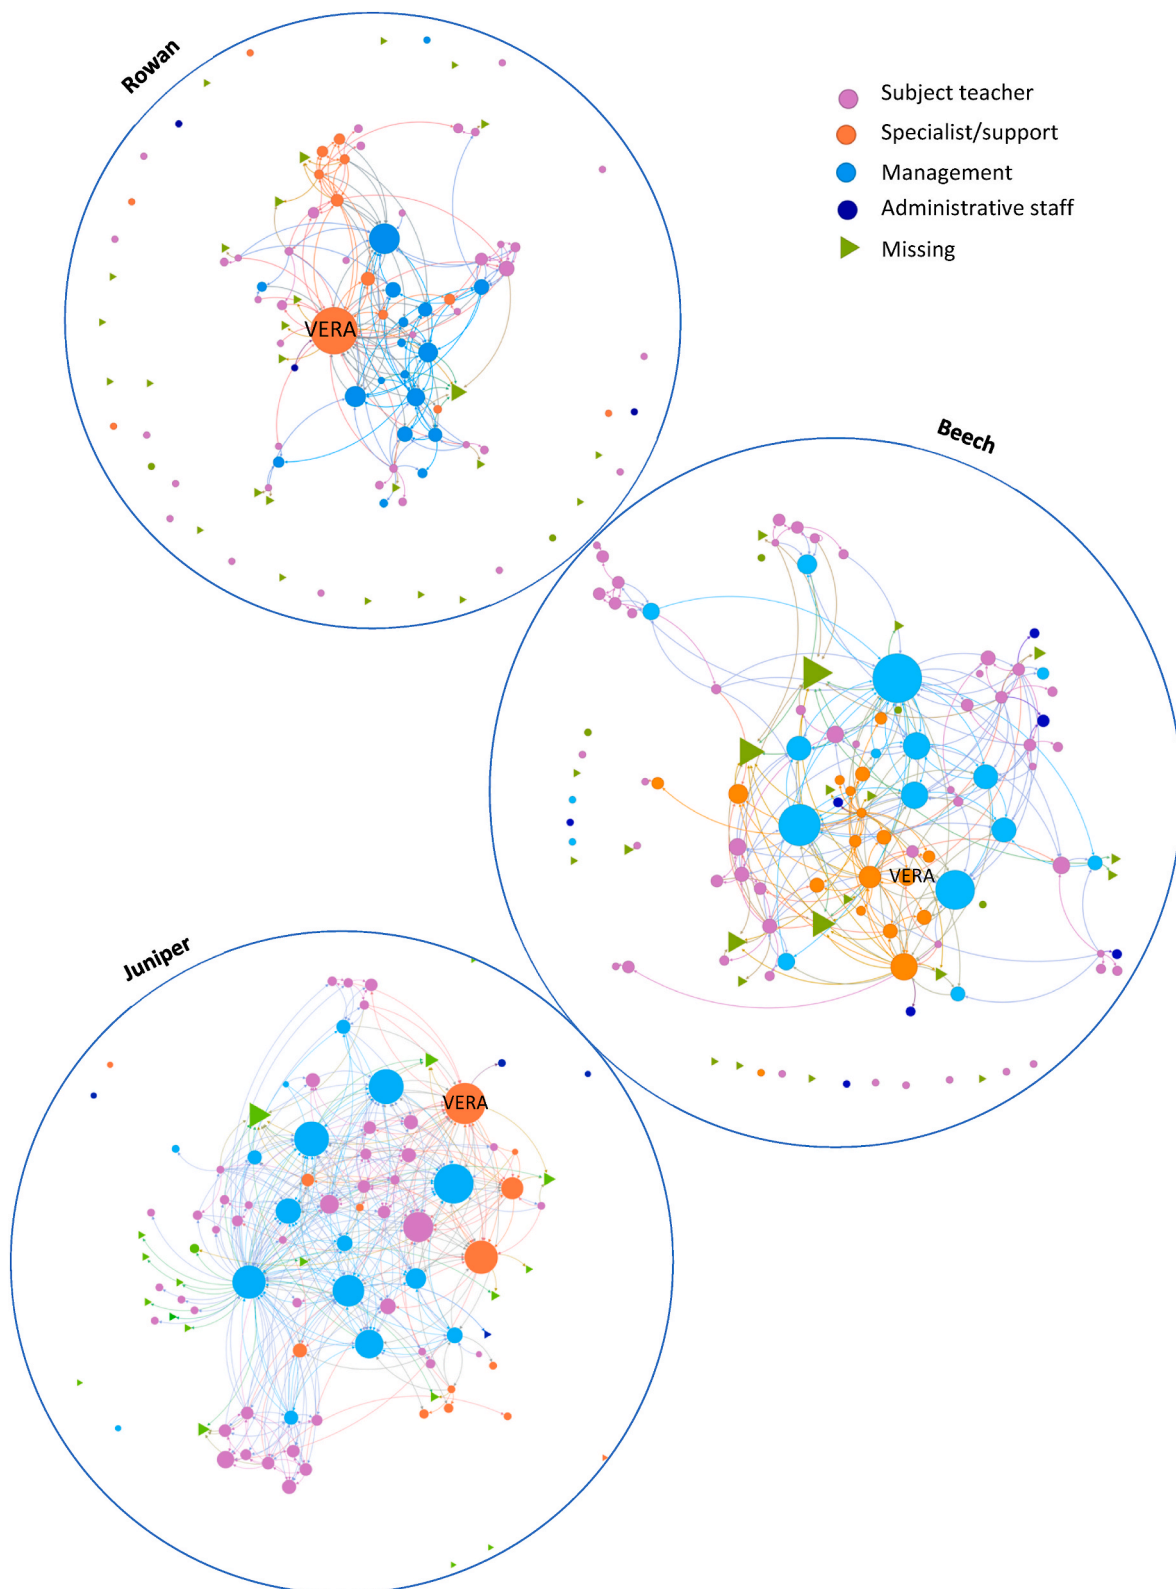 Rowan
Subject teacher
Specialist/support
Management
Administrative staff
Missing
VERA
Beech
VERA
Juniper
VERA